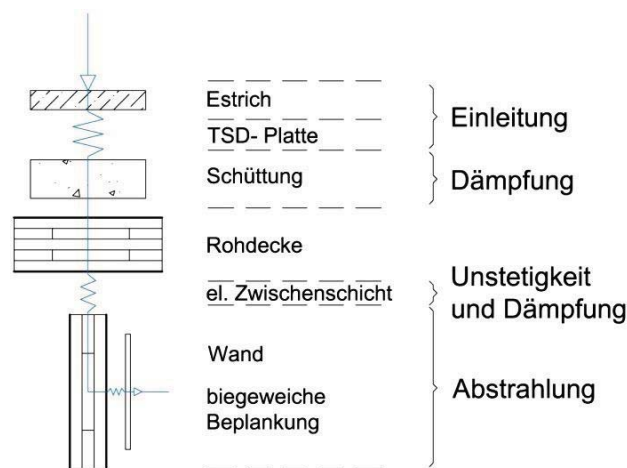 Estrich
TSD- Platte
Einleitung
Schüttung
Dämpfung
Rohdecke
el. Zwischenschicht
Unstetigkeit
und Dämpfung
Wand
biegeweiche
Beplankung
Abstrahlung